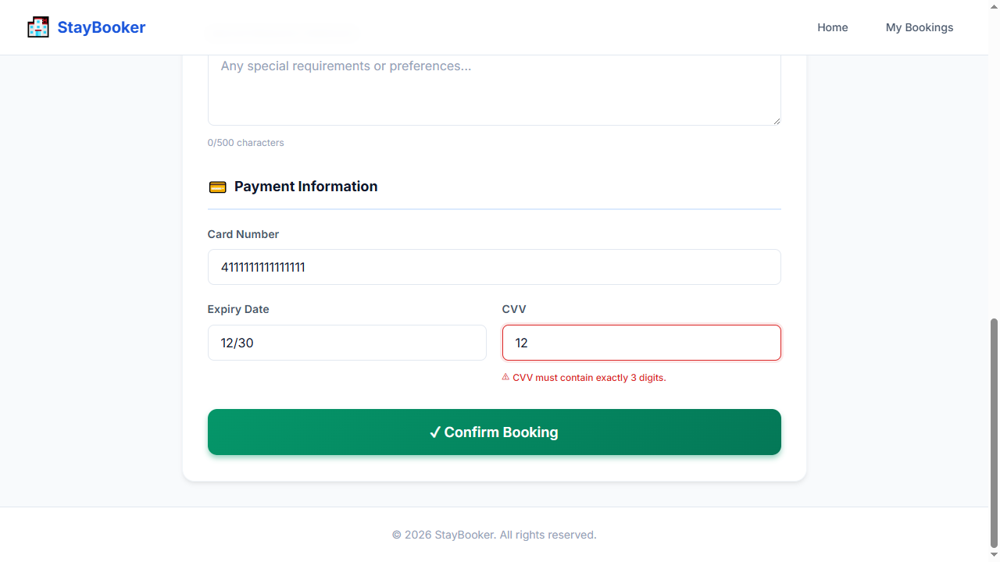 StayBooker
Home
My Bookings
Any special requirements or preferences...
0/500 characters
Payment Information
Card Number
4111111111111111
Expiry Date
CVV
12/30
12
⚠ CVV must contain exactly 3 digits.
✓ Confirm Booking
© 2026 StayBooker. All rights reserved.